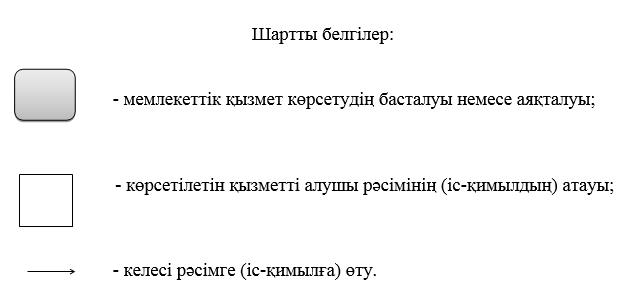 Шартты белгілер:
- мемлекеттік қызмет көрсетудің басталуы немесе аяқталуы;
- көрсетілетін қызметті алушы рәсімінің (іс-қимылдың) атауы;
- келесі рәсімге (іс-қимылға) өту.